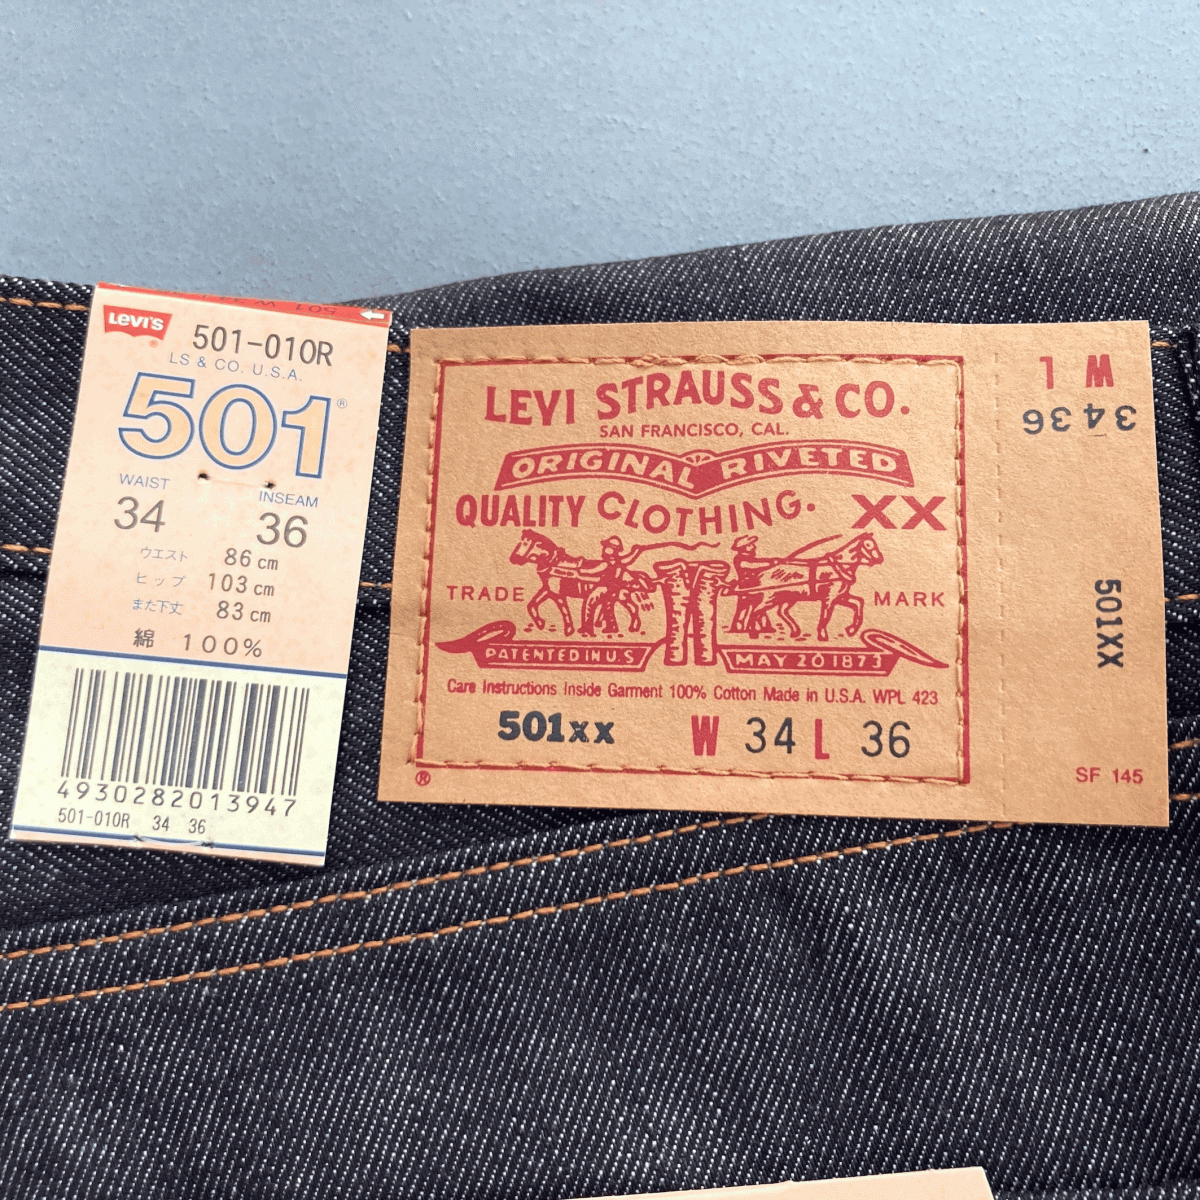 LEVI'S
501-010R
LS & CO. U.S.A.
501®
WAIST INSEAM
34 36
ウエスト 86 cm
ヒップ 103 cm
また下丈 83 cm
綿 100%
4930282013947
501-010R 34 36
LEVI STRAUSS & CO.
SAN FRANCISCO, CAL.
ORIGINAL RIVETED
QUALITY CLOTHING. XX
TRADE MARK
PATENTED IN U.S. MAY 20 1873
Care Instructions Inside Garment 100% Cotton Made in U.S.A. WPL 423
501xx W 34 L 36
®
W L
34 36
501XX
SF 145